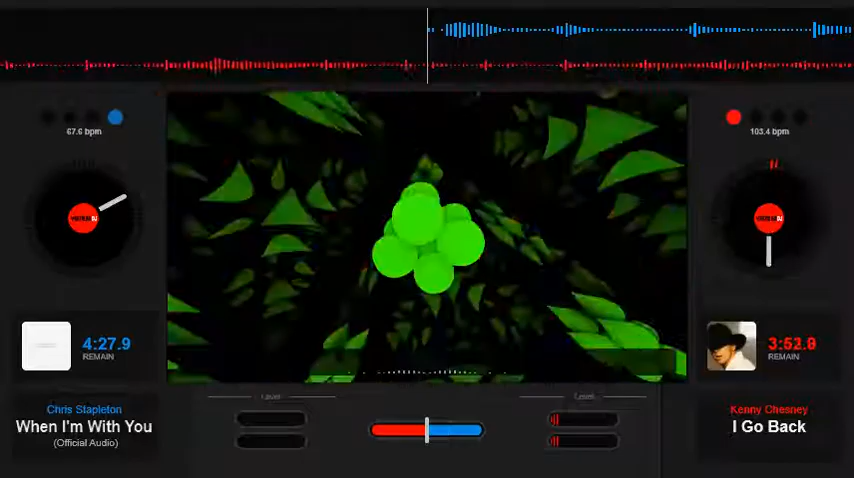 67.6 bpm
103.4 bpm
4:27.9
REMAIN
3:53.8
REMAIN
Level
Level
Chris Stapleton
When I'm With You
(Official Audio)
Kenny Chesney
I Go Back